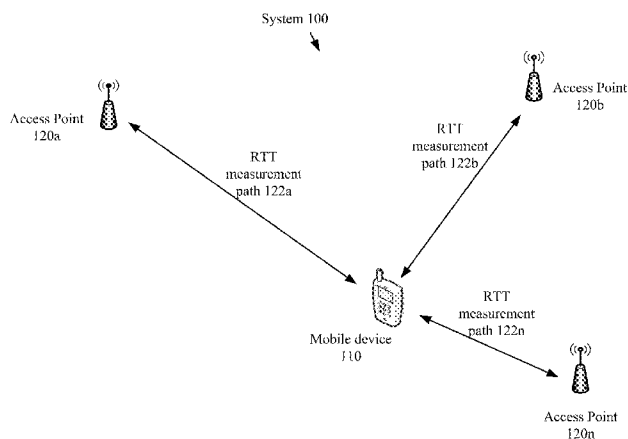 System 100
Access Point
120a
Access Point
120b
RTT
measurement
path 122a
RTT
measurement
path 122b
RTT
measurement
path 122n
Mobile device
110
Access Point
120n